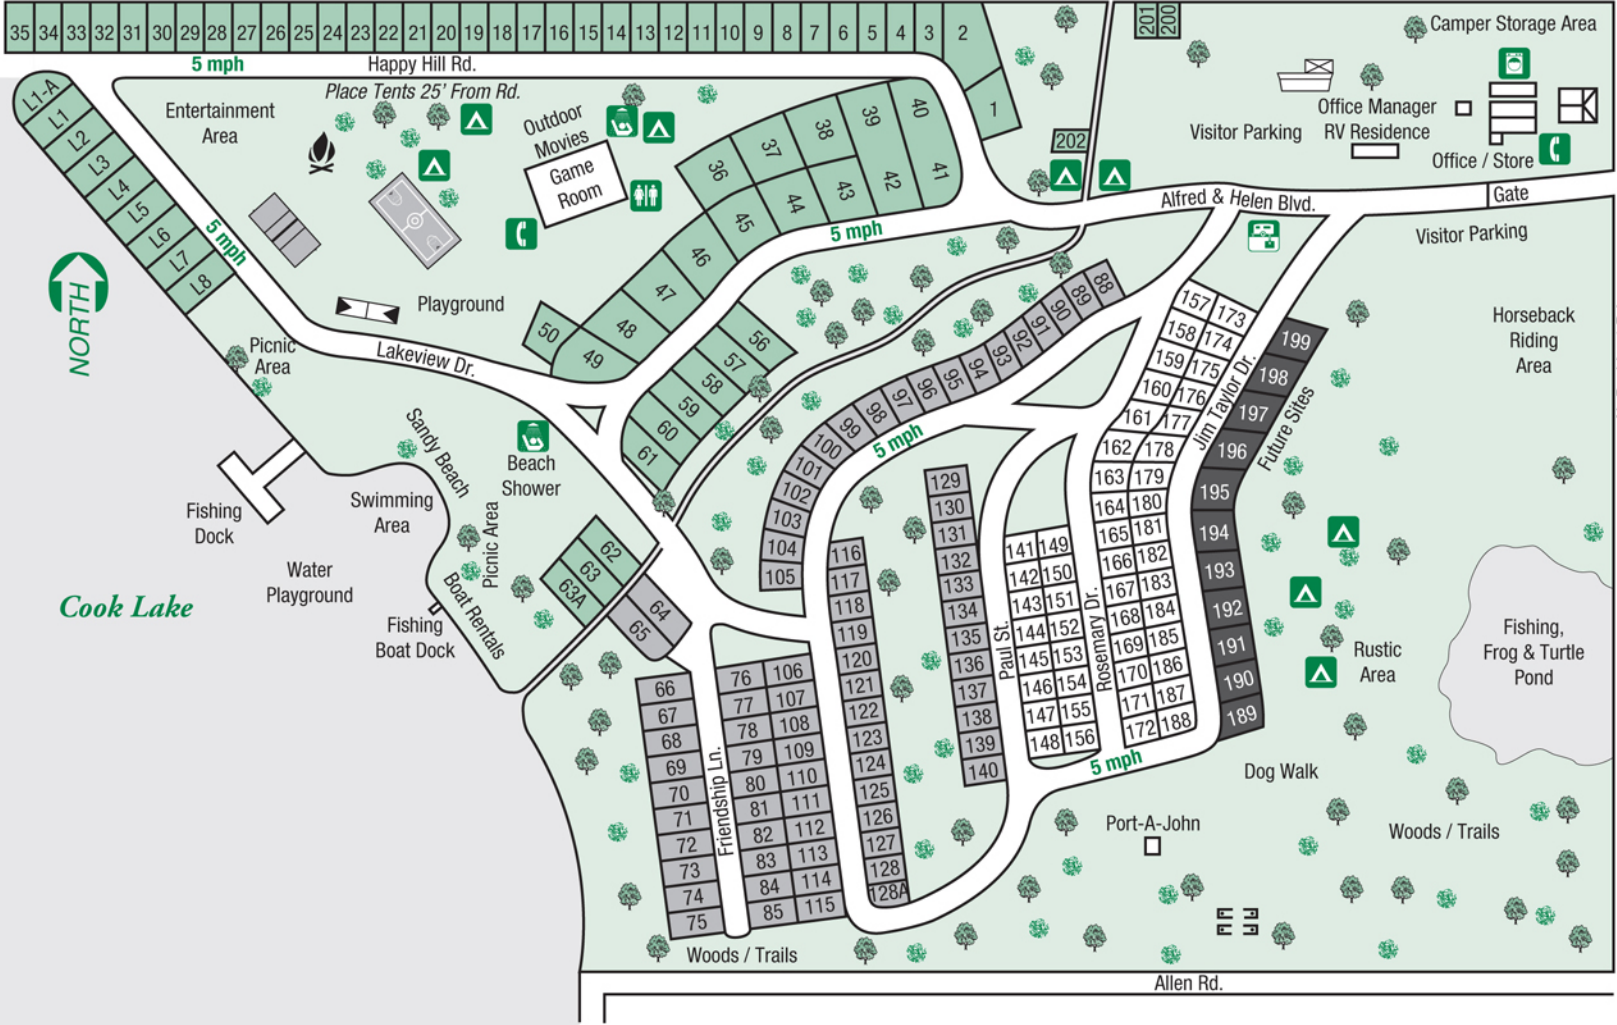 35 34 33 32 31 30 29 28 27 26 25 24 23 22 21 20 19 18 17 16 15 14 13 12 11 10 9 8 7 6 5 4 3 2
1
201 200
202
Camper Storage Area
5 mph
Happy Hill Rd.
Place Tents 25' From Rd.
Entertainment
Area
Outdoor
Movies
Game
Room
Office Manager
RV Residence
Visitor Parking
Office / Store
Gate
Alfred & Helen Blvd.
Visitor Parking
L1-A
L1
L2
L3
L4
L5
L6
L7
L8
5 mph
NORTH
36 37 38 39 40
41 42 43 44 45 46 47 48 49 50
5 mph
Playground
Picnic
Area
Lakeview Dr.
56
57
58
59
60
61
Horseback
Riding
Area
Sandy Beach
Beach
Shower
Swimming
Area
Picnic Area
Fishing
Dock
Water
Playground
Boat Rentals
Fishing
Boat Dock
Cook Lake
62
63
63A
64
65
88
89
90
91
92
93
94
95
96
97
98
99
100
101
102
103
104
105
5 mph
66
67
68
69
70
71
72
73
74
75
Friendship Ln.
76 106
77 107
78 108
79 109
80 110
81 111
82 112
83 113
84 114
85 115
116
117
118
119
120
121
122
123
124
125
126
127
128
128A
129
130
131
132
133
134
135
136
137
138
139
140
Paul St.
141 149
142 150
143 151
144 152
145 153
146 154
147 155
148 156
Rosemary Dr.
157 173
158 174
159 175
160 176
161 177
162 178
163 179
164 180
165 181
166 182
167 183
168 184
169 185
170 186
171 187
172 188
Jim Taylor Dr.
Future Sites
199
198
197
196
195
194
193
192
191
190
189
5 mph
Rustic
Area
Fishing,
Frog & Turtle
Pond
Dog Walk
Port-A-John
Woods / Trails
Woods / Trails
Allen Rd.